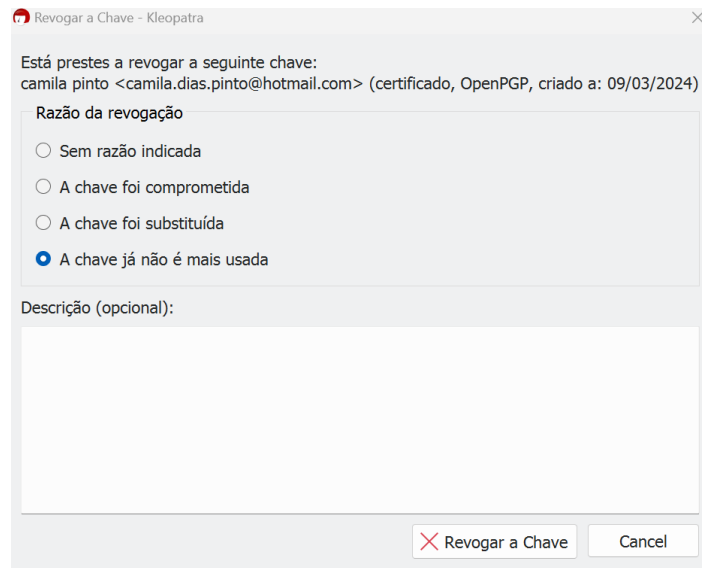 Revogar a Chave - Kleopatra
Está prestes a revogar a seguinte chave:
camila pinto <camila.dias.pinto@hotmail.com> (certificado, OpenPGP, criado a: 09/03/2024)
Razão da revogação
Sem razão indicada
A chave foi comprometida
A chave foi substituída
A chave já não é mais usada
Descrição (opcional):
Revogar a Chave Cancel